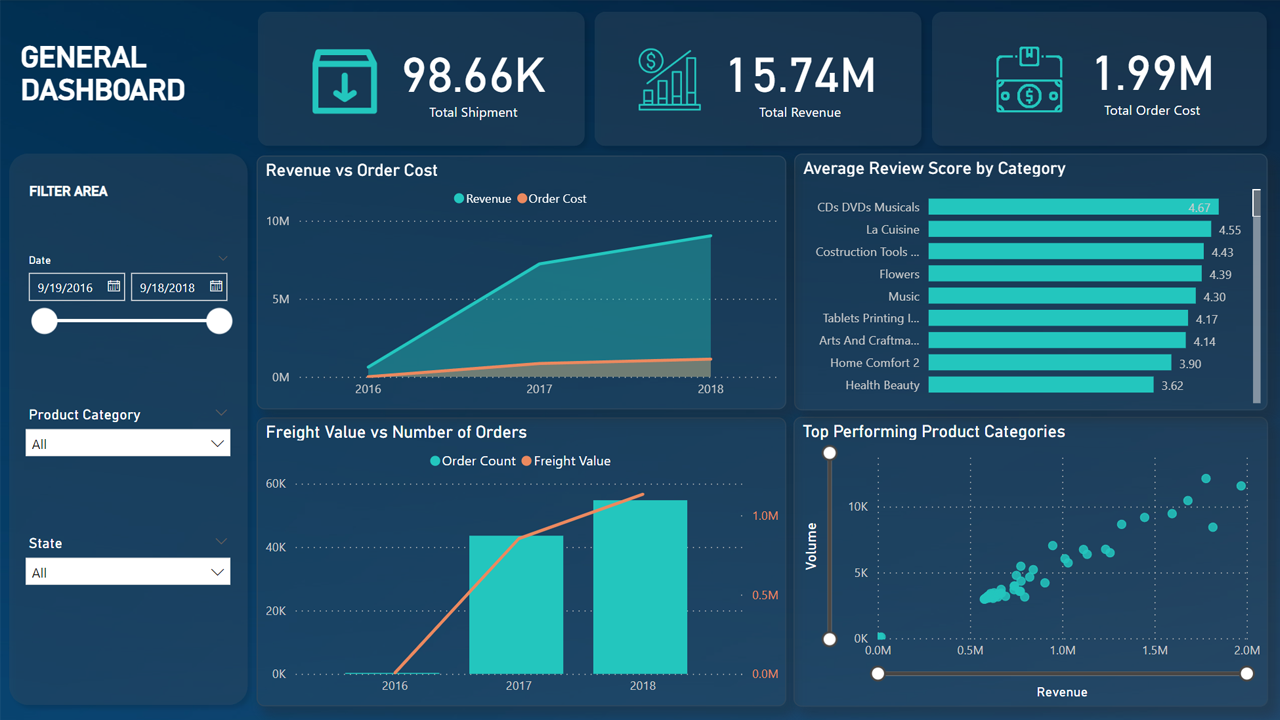 GENERAL
DASHBOARD
98.66K
Total Shipment
15.74M
Total Revenue
1.99M
Total Order Cost
FILTER AREA
Date
9/19/2016
9/18/2018
Product Category
All
State
All
Revenue vs Order Cost
Revenue Order Cost
10M
5M
0M
2016 2017 2018
Average Review Score by Category
CDs DVDs Musicals 4.67
La Cuisine 4.55
Costruction Tools ... 4.43
Flowers 4.39
Music 4.30
Tablets Printing I... 4.17
Arts And Craftma... 4.14
Home Comfort 2 3.90
Health Beauty 3.62
Freight Value vs Number of Orders
Order Count Freight Value
60K
40K
20K
0K
1.0M
0.5M
0.0M
2016 2017 2018
Top Performing Product Categories
Volume
10K
5K
0K
0.0M 0.5M 1.0M 1.5M 2.0M
Revenue